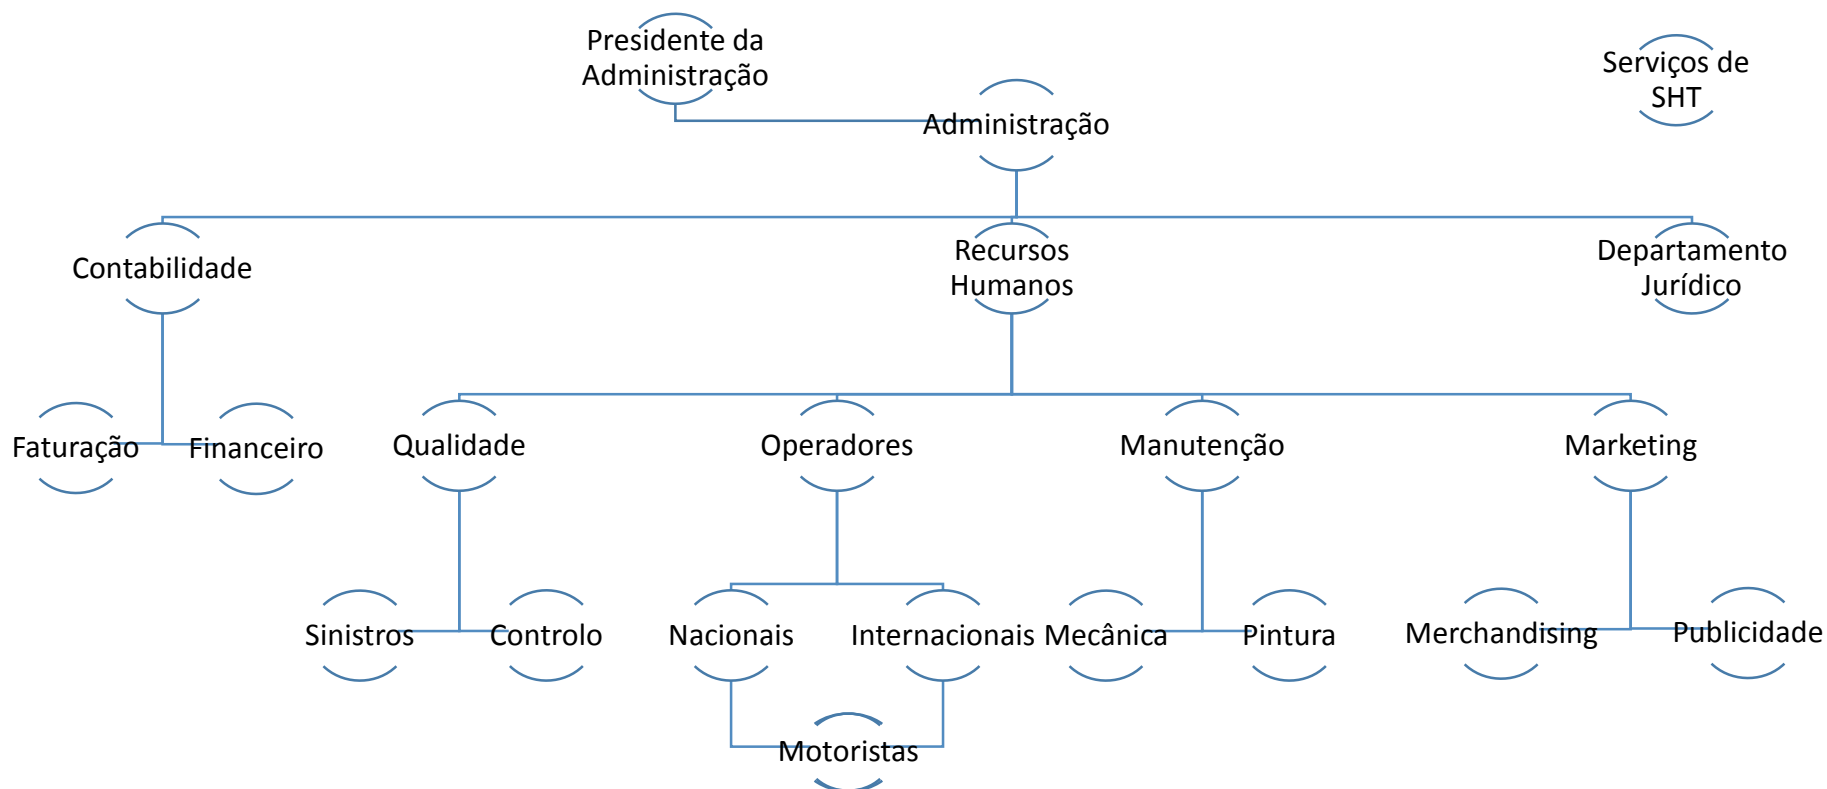 Presidente da
Administração
Serviços de
SHT
Administração
Contabilidade
Recursos
Humanos
Departamento
Jurídico
Faturação
Financeiro
Qualidade
Operadores
Manutenção
Marketing
Sinistros
Controlo
Nacionais
Internacionais
Mecânica
Pintura
Merchandising
Publicidade
Motoristas